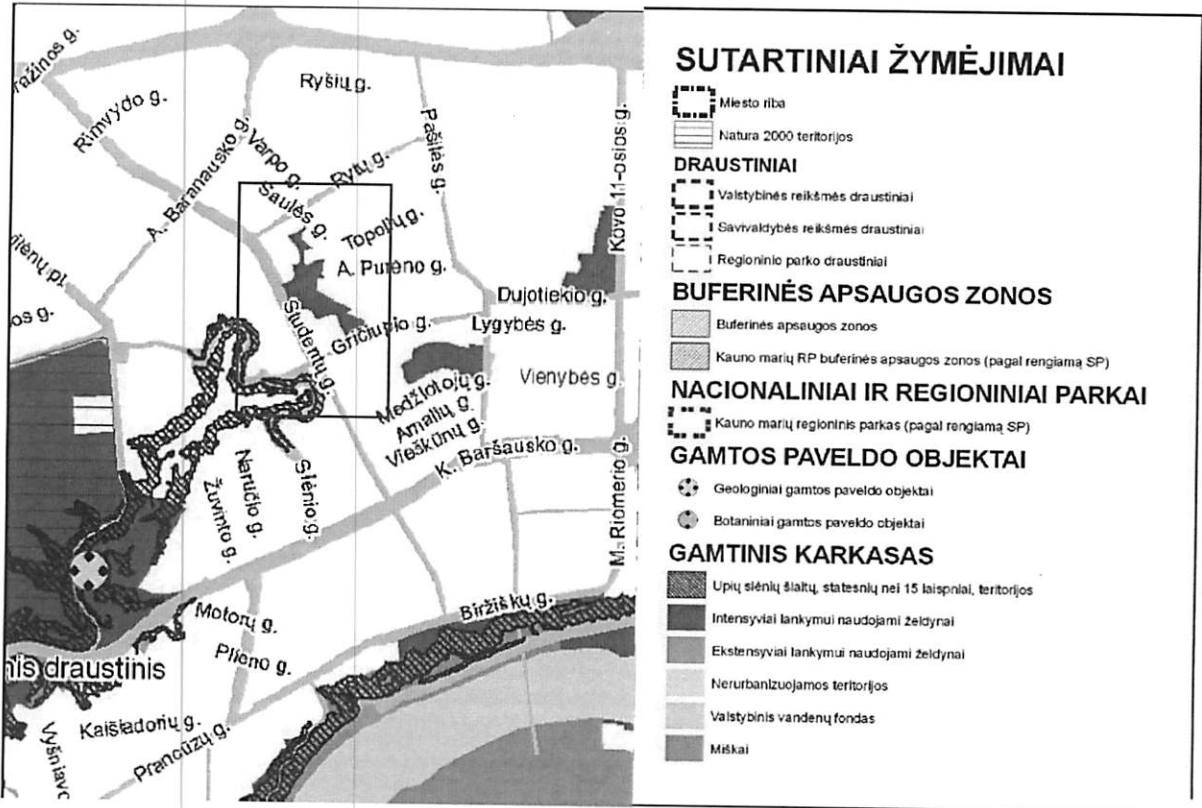 Ryšių g.
Rimvydo g.
A. Baranausko g.
Varpo g.
Rytų g.
Pašilės g.
Kovo 11-osios g.
Saulės g.
Topolių g.
A. Purėno g.
Studentų g.
Gričiupio g.
Dujotiekio g.
Lygybės g.
Medžiotojų g.
Vienybės g.
Amalių g.
Vieškūnų g.
K. Baršausko g.
Naručio g.
Žuvinto g.
Slėnio g.
M. Riomerio g.
Biržiškų g.
Motorų g.
Plieno g.
nis draustinis
Kaišiadorių g.
Prancūzų g.
SUTARTINIAI ŽYMĖJIMAI
Miesto riba
Natura 2000 teritorijos
DRAUSTINIAI
Valstybinės reikšmės draustiniai
Savivaldybės reikšmės draustiniai
Regioninio parko draustiniai
BUFERINĖS APSAUGOS ZONOS
Buferinės apsaugos zonos
Kauno marių RP buferinės apsaugos zonos (pagal rengiamą SP)
NACIONALINIAI IR REGIONINIAI PARKAI
Kauno marių regioninis parkas (pagal rengiamą SP)
GAMTOS PAVELDO OBJEKTAI
Geologiniai gamtos paveldo objektai
Botaniniai gamtos paveldo objektai
GAMTINIS KARKASAS
Upių slėnių šlaitų, statesnių nei 15 laispniai, teritorijos
Intensyviai lankymui naudojami želdynai
Ekstensyviai lankymui naudojami želdynai
Nerurbanizuojamos teritorijos
Valstybinis vandenų fondas
Miškai